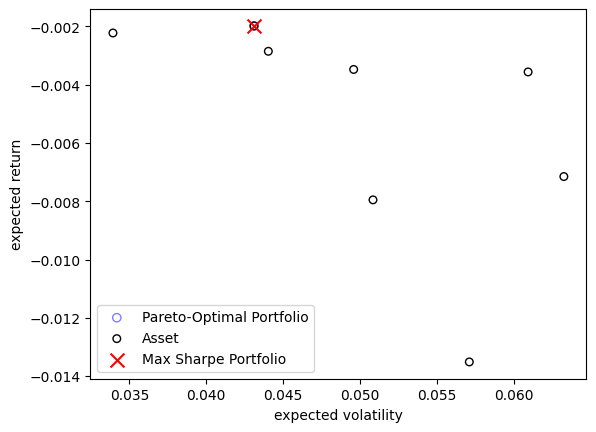 −0.002
−0.004
−0.006
−0.008
−0.010
−0.012
−0.014
expected return
Pareto-Optimal Portfolio
Asset
Max Sharpe Portfolio
0.035
0.040
0.045
0.050
0.055
0.060
expected volatility